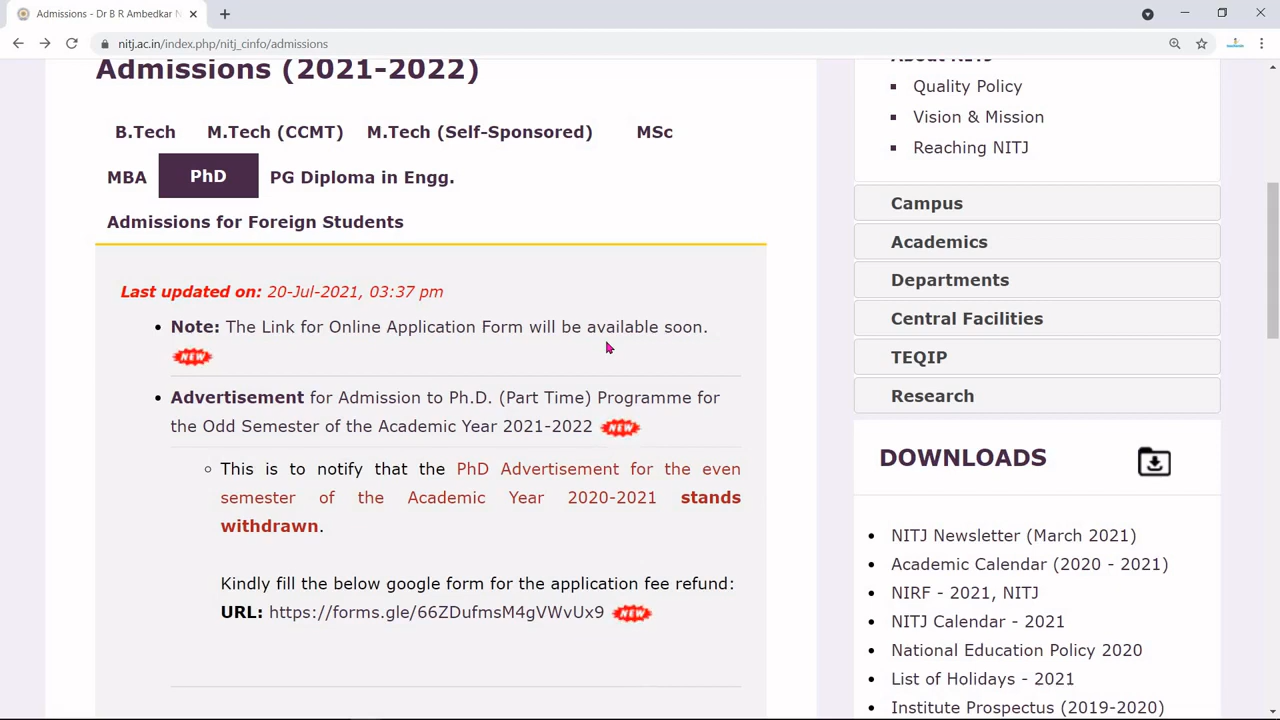 Admissions - Dr B R Ambedkar N
nitj.ac.in/index.php/nitj_cinfo/admissions
Admissions (2021-2022)
B.Tech M.Tech (CCMT) M.Tech (Self-Sponsored) MSc
MBA PhD PG Diploma in Engg.
Admissions for Foreign Students
Last updated on: 20-Jul-2021, 03:37 pm
Note: The Link for Online Application Form will be available soon.
NEW
Advertisement for Admission to Ph.D. (Part Time) Programme for
the Odd Semester of the Academic Year 2021-2022 NEW
This is to notify that the PhD Advertisement for the even
semester of the Academic Year 2020-2021 stands
withdrawn.
Kindly fill the below google form for the application fee refund:
URL: https://forms.gle/66ZDufmsM4gVWvUx9 NEW
About NITJ
Quality Policy
Vision & Mission
Reaching NITJ
Campus
Academics
Departments
Central Facilities
TEQIP
Research
DOWNLOADS
NITJ Newsletter (March 2021)
Academic Calendar (2020 - 2021)
NIRF - 2021, NITJ
NITJ Calendar - 2021
National Education Policy 2020
List of Holidays - 2021
Institute Prospectus (2019-2020)